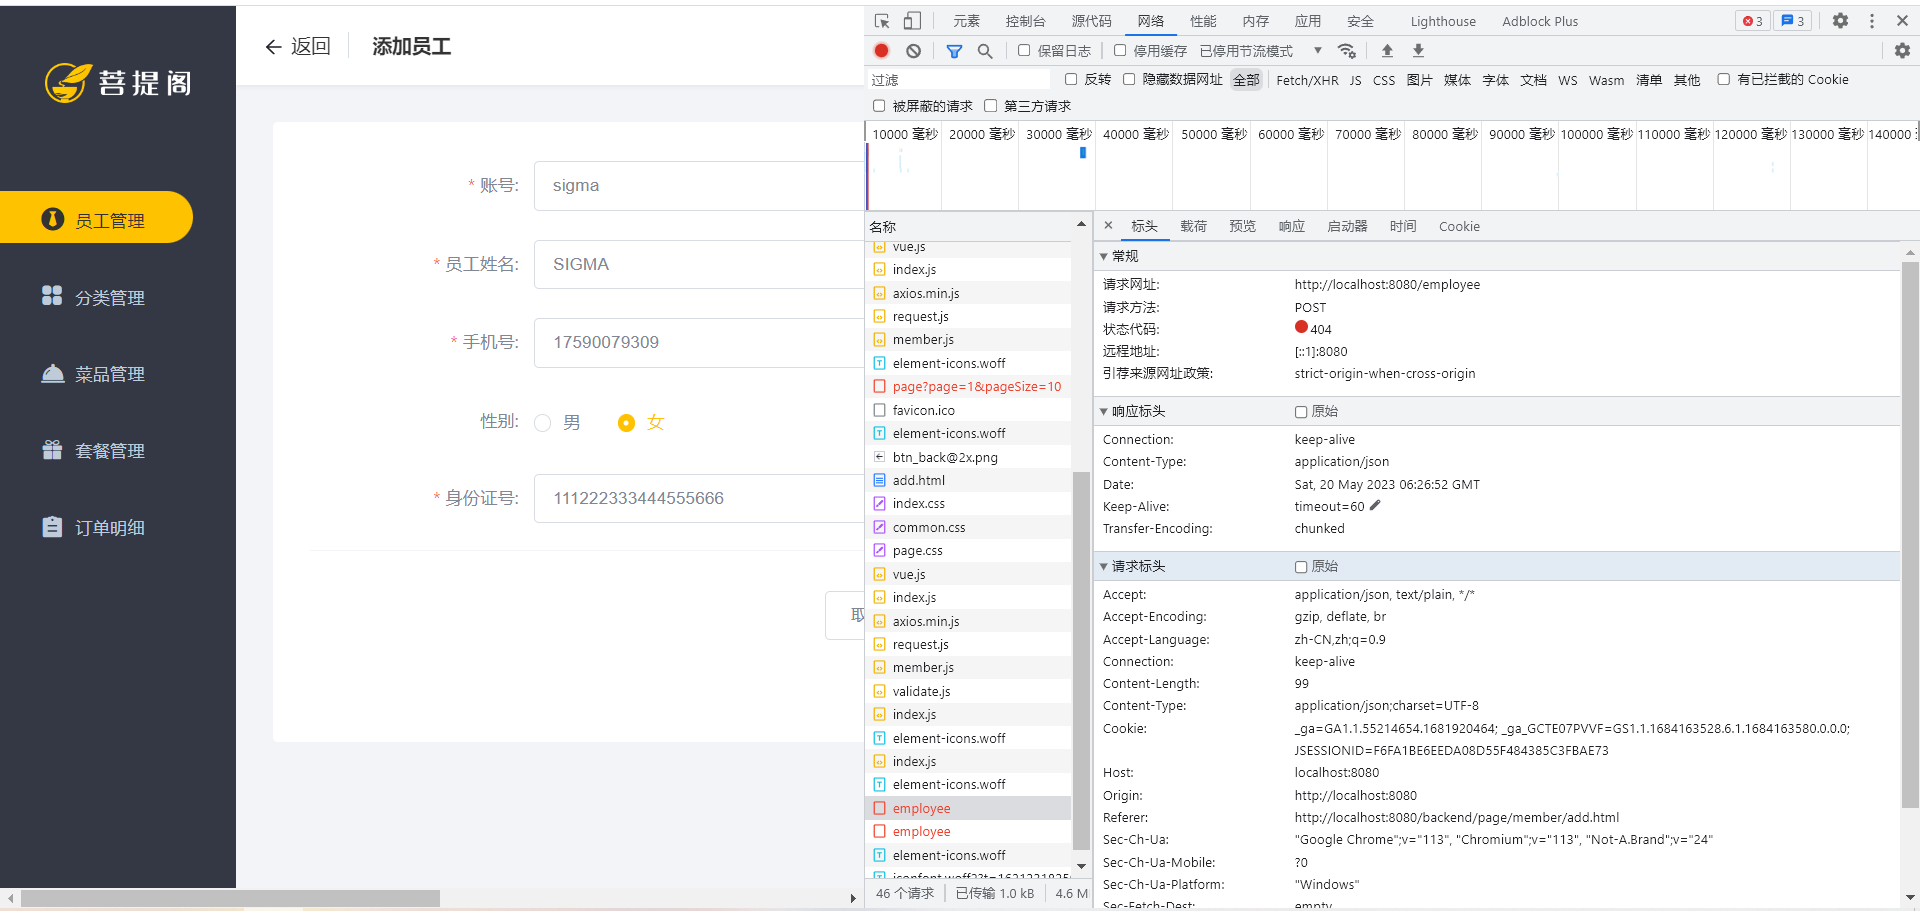 菩提阁
员工管理
分类管理
菜品管理
套餐管理
订单明细
返回 添加员工
* 账号: sigma
* 员工姓名: SIGMA
* 手机号: 17590079309
性别: 男 女
* 身份证号: 111222333444555666
取
元素 控制台 源代码 网络 性能 内存 应用 安全 Lighthouse Adblock Plus 3 3
保留日志 停用缓存 已停用节流模式
过滤 反转 隐藏数据网址 全部 Fetch/XHR JS CSS 图片 媒体 字体 文档 WS Wasm 清单 其他 有已拦截的 Cookie
被屏蔽的请求 第三方请求
10000 毫秒 20000 毫秒 30000 毫秒 40000 毫秒 50000 毫秒 60000 毫秒 70000 毫秒 80000 毫秒 90000 毫秒 100000 毫秒 110000 毫秒 120000 毫秒 130000 毫秒 140000
名称
vue.js
index.js
axios.min.js
request.js
member.js
element-icons.woff
page?page=1&pageSize=10
favicon.ico
element-icons.woff
btn_back@2x.png
add.html
index.css
common.css
page.css
vue.js
index.js
axios.min.js
request.js
member.js
validate.js
index.js
element-icons.woff
index.js
element-icons.woff
employee
employee
element-icons.woff
46 个请求 已传输 1.0 kB 4.6 M
标头 载荷 预览 响应 启动器 时间 Cookie
常规
请求网址: http://localhost:8080/employee
请求方法: POST
状态代码: 404
远程地址: [::1]:8080
引荐来源网址政策: strict-origin-when-cross-origin
响应标头 原始
Connection: keep-alive
Content-Type: application/json
Date: Sat, 20 May 2023 06:26:52 GMT
Keep-Alive: timeout=60
Transfer-Encoding: chunked
请求标头 原始
Accept: application/json, text/plain, */*
Accept-Encoding: gzip, deflate, br
Accept-Language: zh-CN,zh;q=0.9
Connection: keep-alive
Content-Length: 99
Content-Type: application/json;charset=UTF-8
Cookie: _ga=GA1.1.55214654.1681920464; _ga_GCTE07PVVF=GS1.1.1684163528.6.1.1684163580.0.0.0;
JSESSIONID=F6FA1BE6EEDA08D55F484385C3FBAE73
Host: localhost:8080
Origin: http://localhost:8080
Referer: http://localhost:8080/backend/page/member/add.html
Sec-Ch-Ua: "Google Chrome";v="113", "Chromium";v="113", "Not-A.Brand";v="24"
Sec-Ch-Ua-Mobile: ?0
Sec-Ch-Ua-Platform: "Windows"
Sec-Fetch-Dest: empty